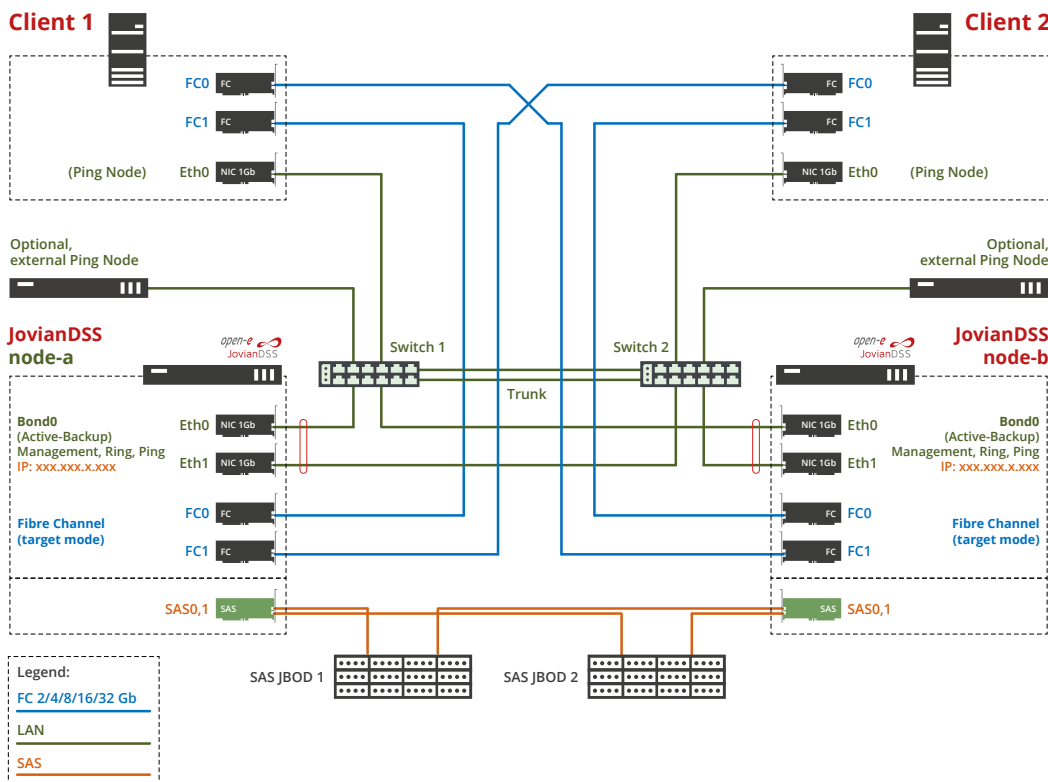 Client 1
Client 2
FC0
FC
FC
FC0
FC1
FC
FC
FC1
(Ping Node)
Eth0
NIC 1Gb
NIC 1Gb
Eth0
(Ping Node)
Optional,
external Ping Node
Optional,
external Ping Node
JovianDSS
node-a
open-e
JovianDSS
Switch 1
Switch 2
open-e
JovianDSS
JovianDSS
node-b
Trunk
Bond0
(Active-Backup)
Management, Ring, Ping
IP: xxx.xxx.x.xxx
Eth0
NIC 1Gb
Eth1
NIC 1Gb
NIC 1Gb
Eth0
NIC 1Gb
Eth1
Bond0
(Active-Backup)
Management, Ring, Ping
IP: xxx.xxx.x.xxx
Fibre Channel
(target mode)
FC0
FC
FC1
FC
FC
FC0
FC
FC1
Fibre Channel
(target mode)
SAS0,1
SAS
SAS
SAS0,1
SAS JBOD 1
SAS JBOD 2
Legend:
FC 2/4/8/16/32 Gb
LAN
SAS